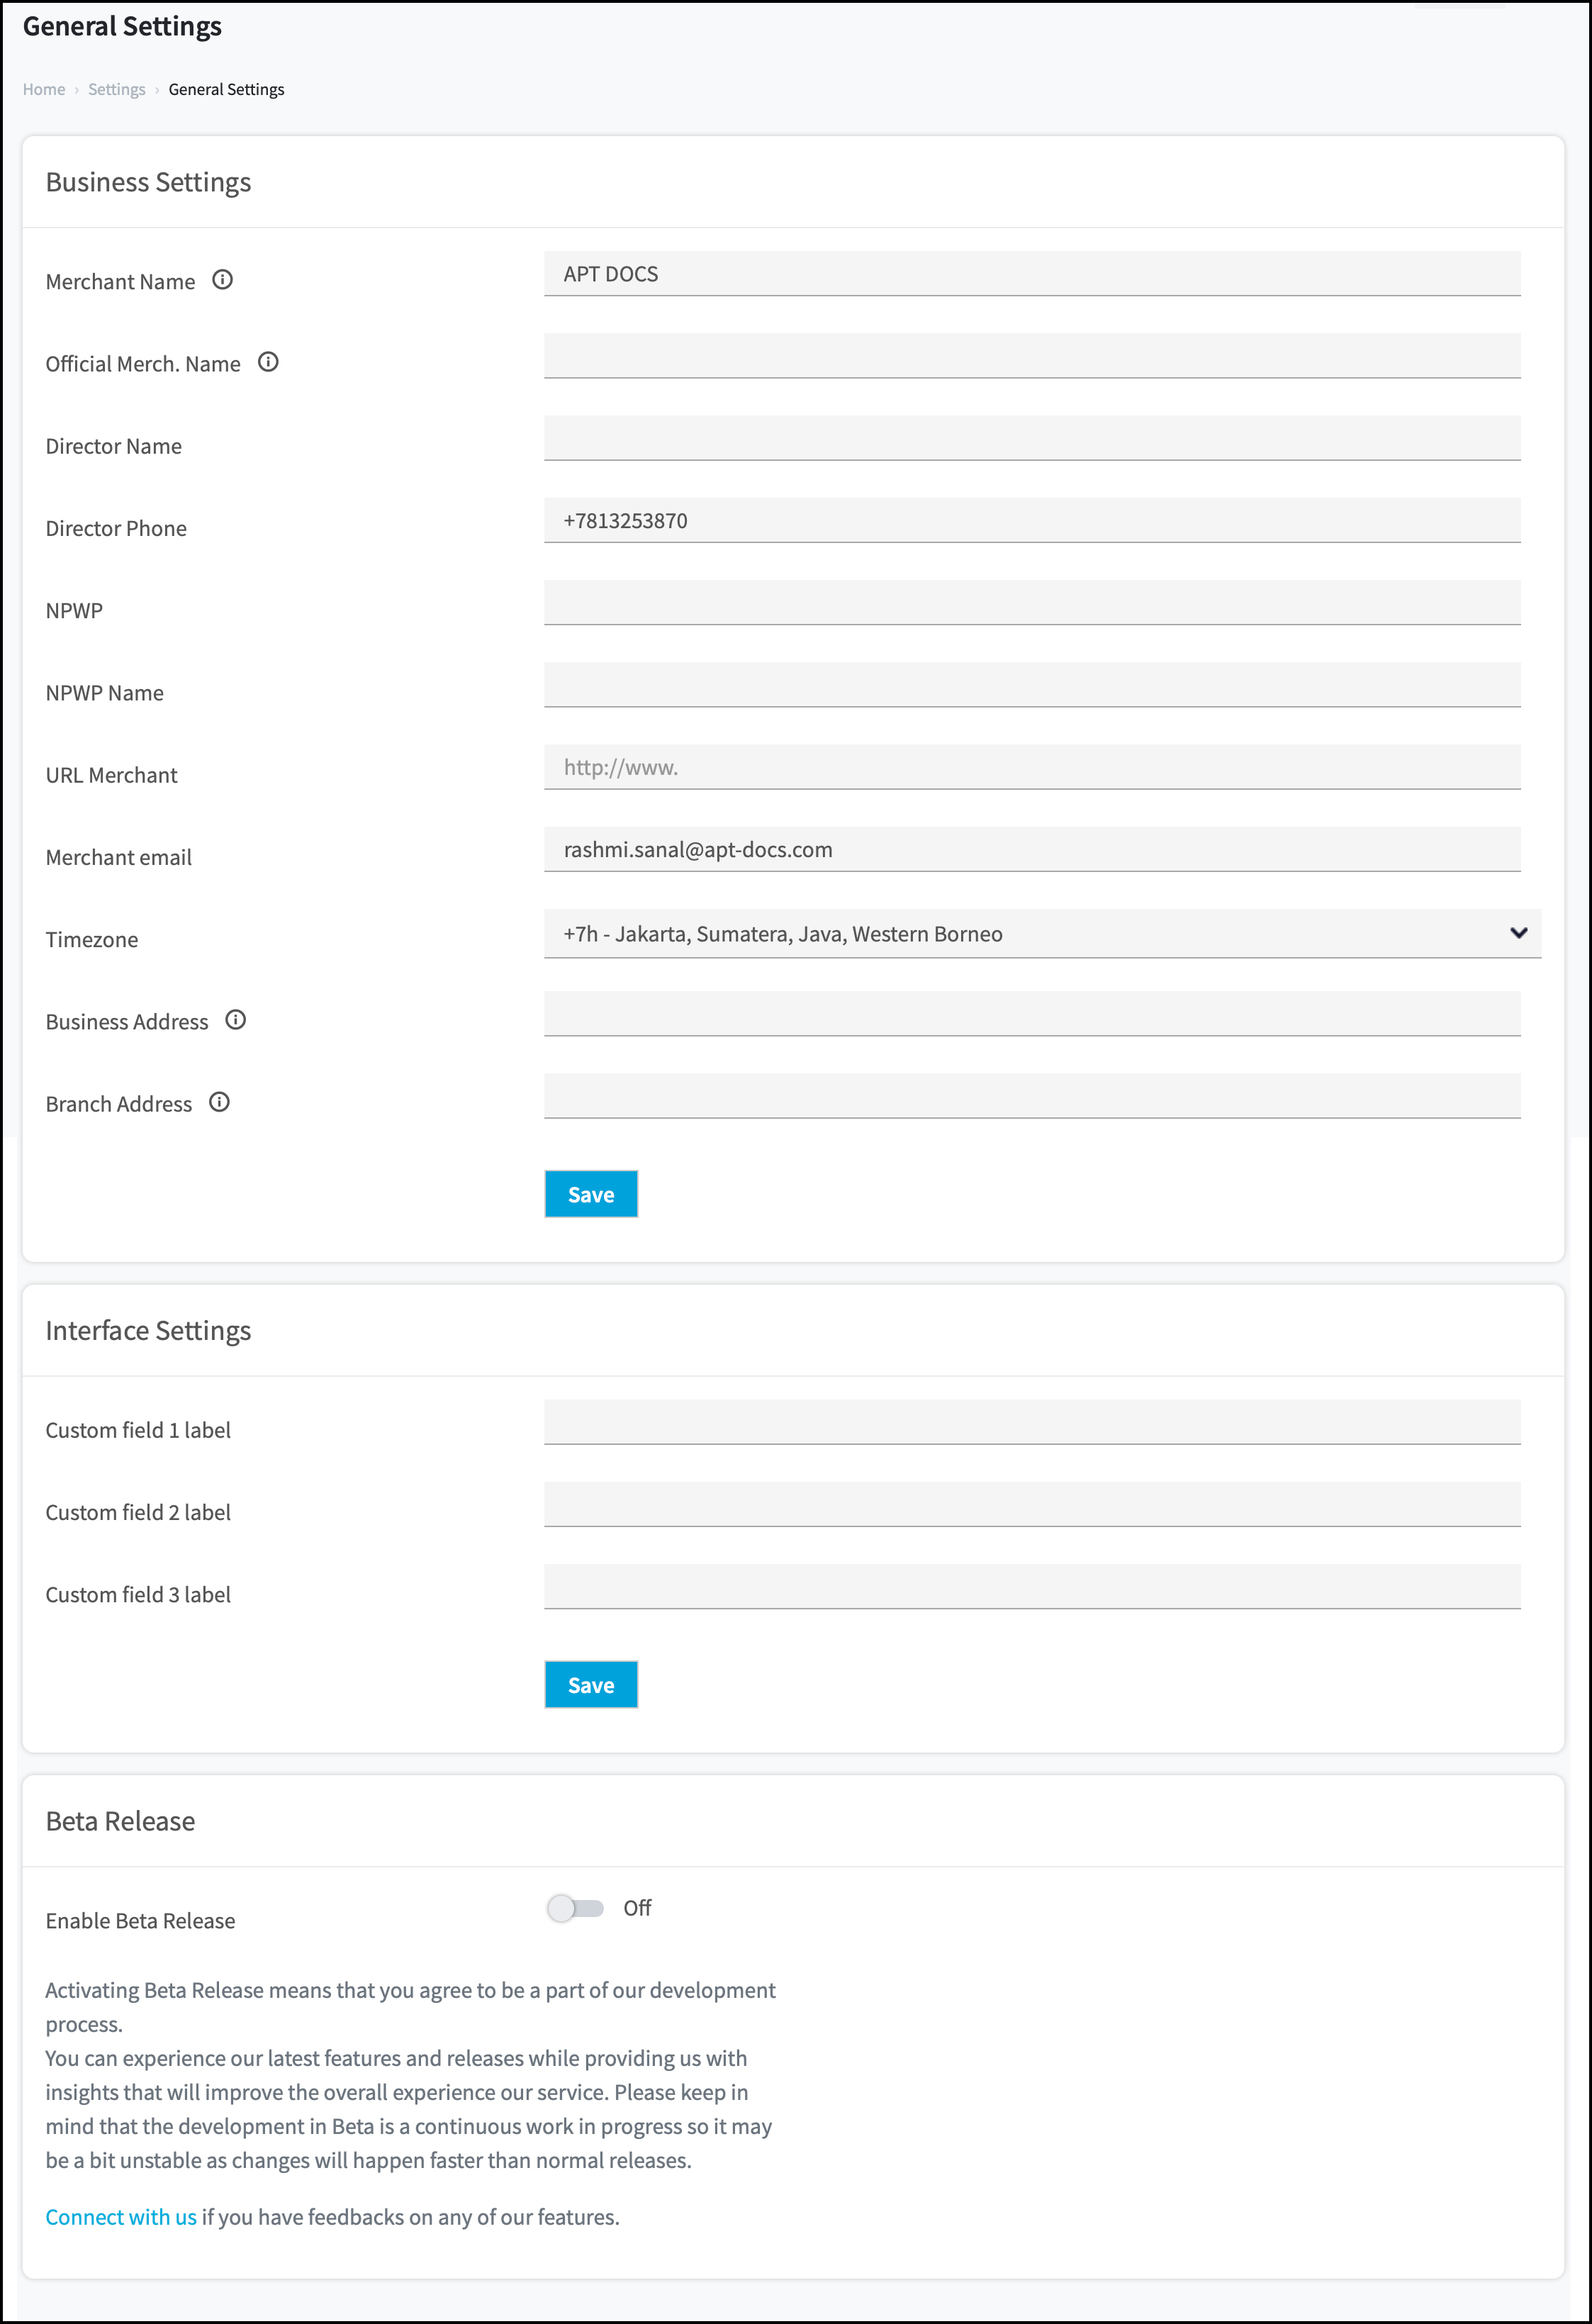 General Settings
Home › Settings › General Settings
Business Settings
Merchant Name APT DOCS
Official Merch. Name
Director Name
Director Phone +7813253870
NPWP
NPWP Name
URL Merchant http://www.
Merchant email rashmi.sanal@apt-docs.com
Timezone +7h - Jakarta, Sumatera, Java, Western Borneo
Business Address
Branch Address
Save
Interface Settings
Custom field 1 label
Custom field 2 label
Custom field 3 label
Save
Beta Release
Enable Beta Release Off
Activating Beta Release means that you agree to be a part of our development
process.
You can experience our latest features and releases while providing us with
insights that will improve the overall experience our service. Please keep in
mind that the development in Beta is a continuous work in progress so it may
be a bit unstable as changes will happen faster than normal releases.
Connect with us if you have feedbacks on any of our features.